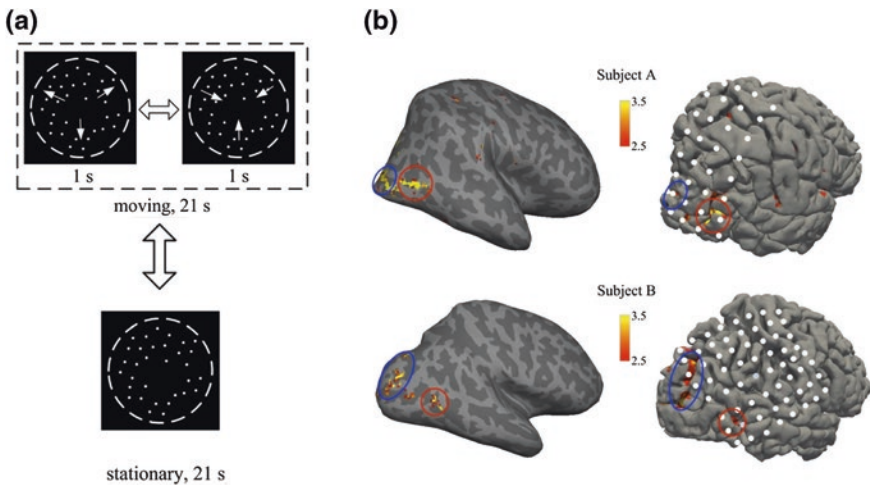 (a)
1 s
1 s
moving, 21 s
stationary, 21 s
(b)
Subject A
3.5
2.5
Subject B
3.5
2.5